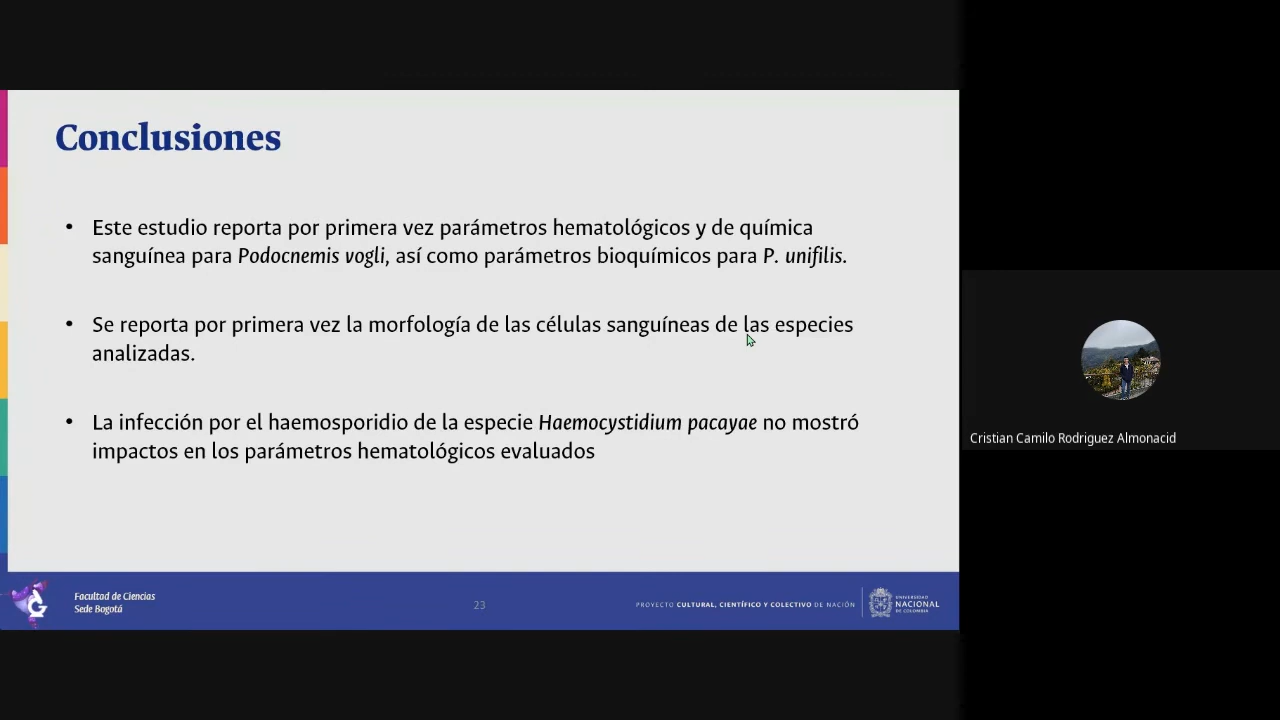 Conclusiones
• Este estudio reporta por primera vez parámetros hematológicos y de química
sanguínea para Podocnemis vogli, así como parámetros bioquímicos para P. unifilis.
• Se reporta por primera vez la morfología de las células sanguíneas de las especies
analizadas.
• La infección por el haemosporidio de la especie Haemocystidium pacayae no mostró
impactos en los parámetros hematológicos evaluados
Facultad de Ciencias
Sede Bogotá
23
PROYECTO CULTURAL, CIENTÍFICO Y COLECTIVO DE NACIÓN
UNIVERSIDAD
NACIONAL
DE COLOMBIA
Cristian Camilo Rodriguez Almonacid